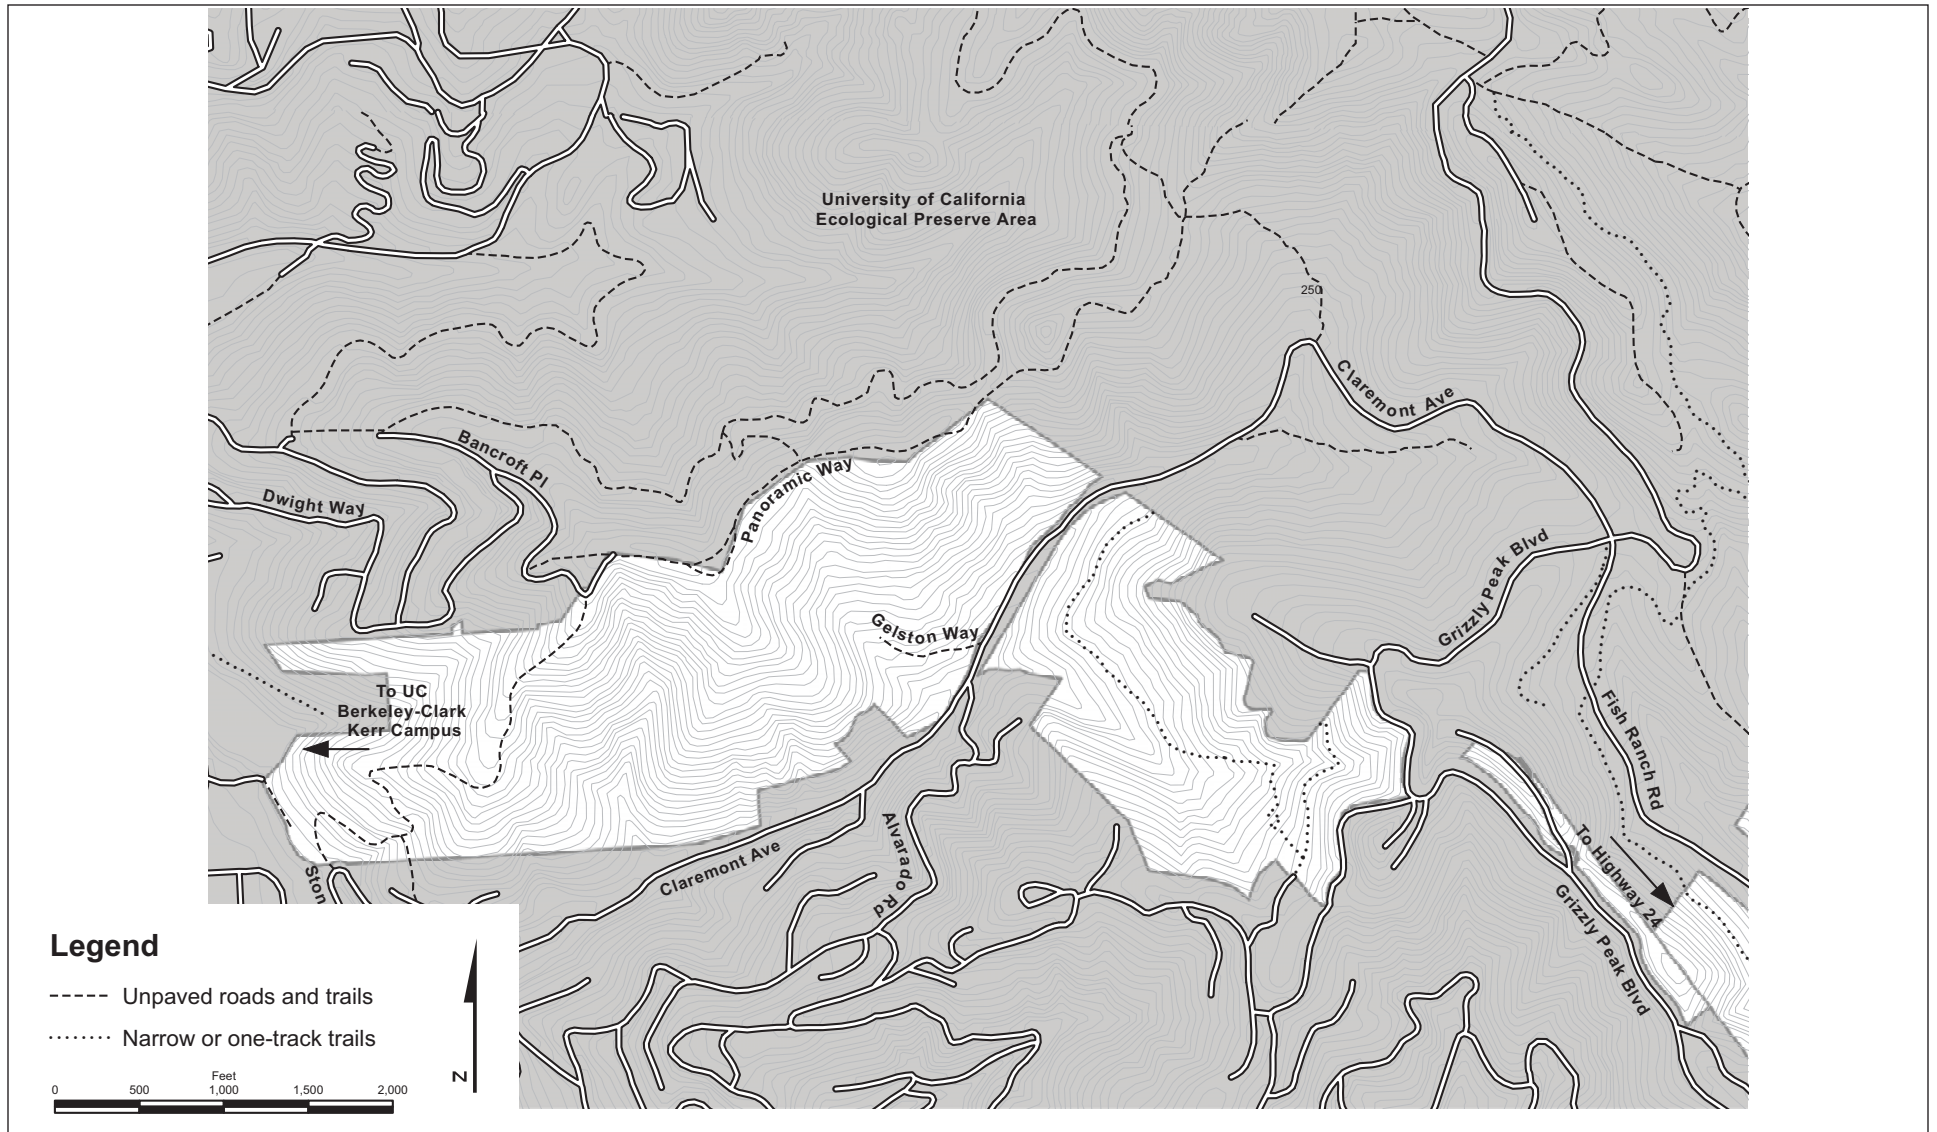 University of California
Ecological Preserve Area
250
Claremont Ave
Bancroft Pl
Panoramic Way
Dwight Way
Grizzly Peak Blvd
Gelston Way
To UC
Berkeley-Clark
Kerr Campus
Fish Ranch Rd
Alvarado Rd
To Highway 24
Claremont Ave
Ston
Grizzly Peak Blvd
Legend
Unpaved roads and trails
Narrow or one-track trails
Feet
0 500 1,000 1,500 2,000
N